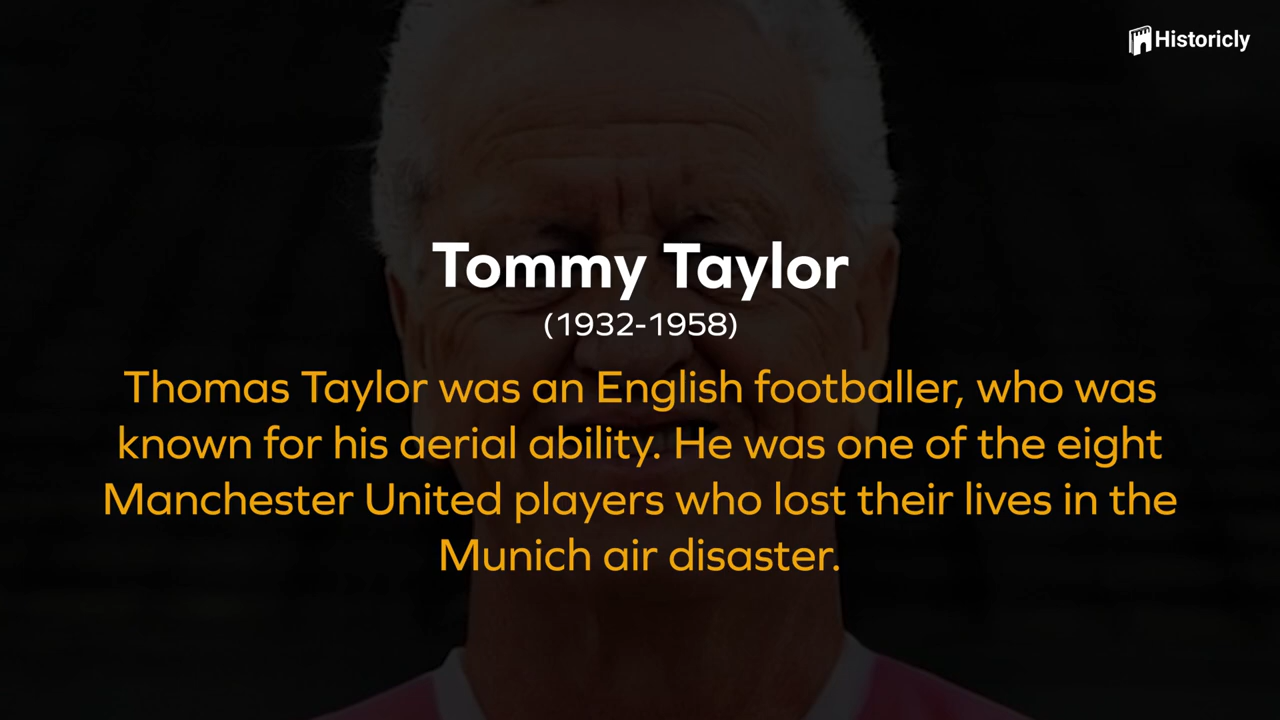 Historicly
Tommy Taylor
(1932-1958)
Thomas Taylor was an English footballer, who was
known for his aerial ability. He was one of the eight
Manchester United players who lost their lives in the
Munich air disaster.